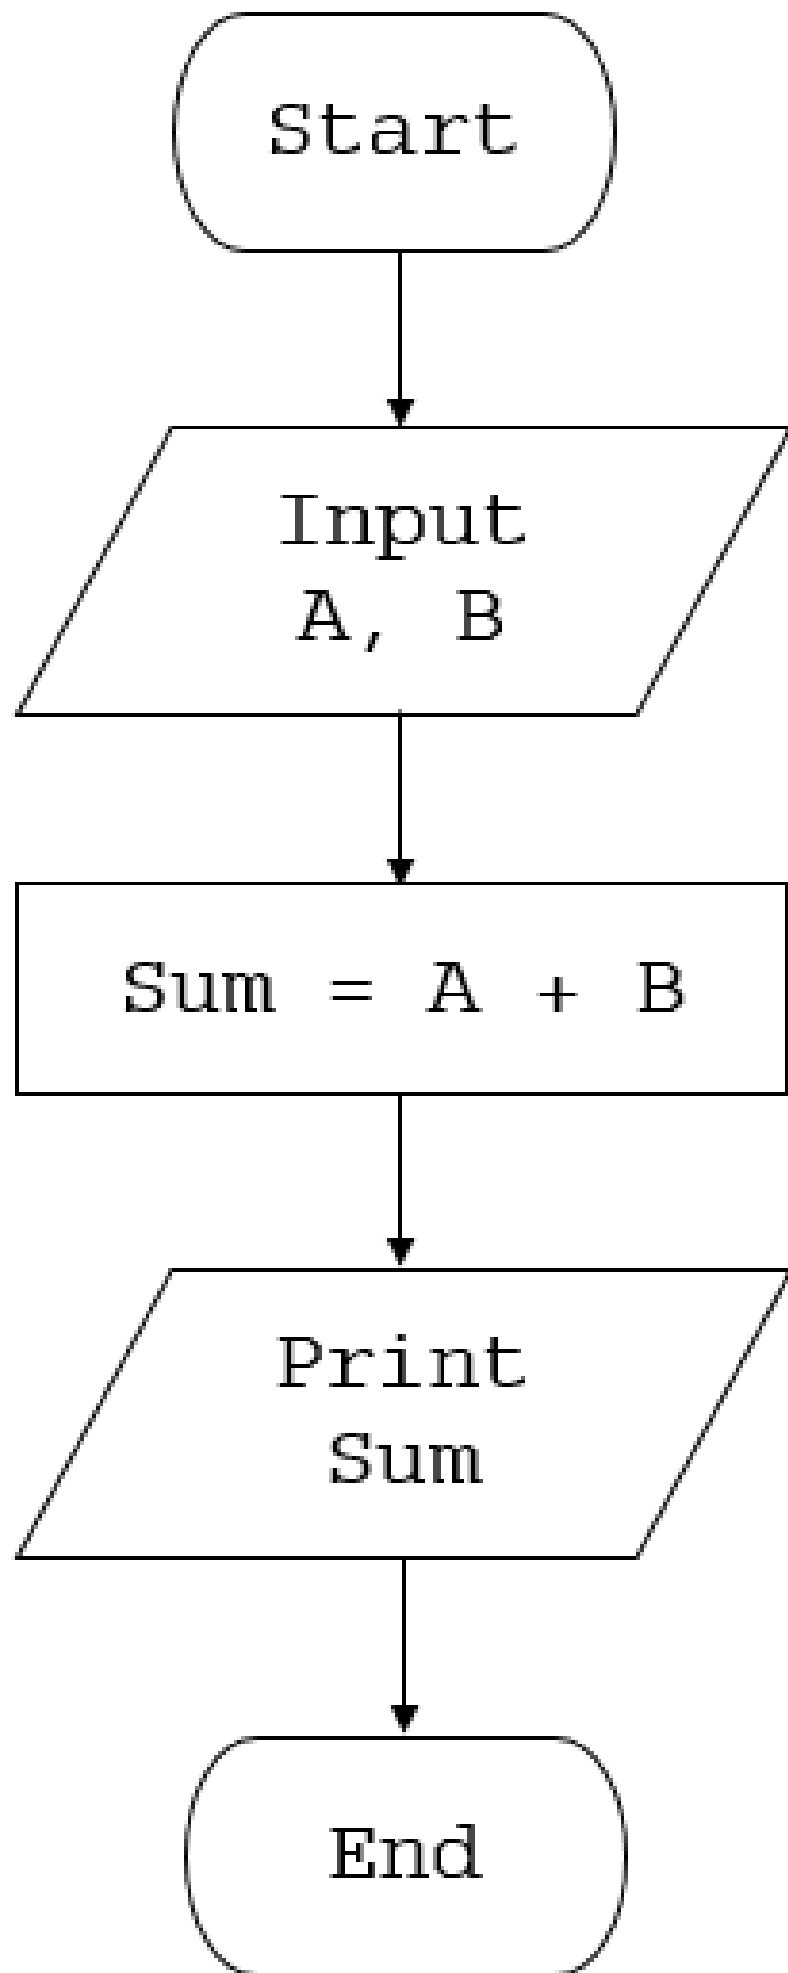 Start
Input
A, B
Sum = A + B
Print
Sum
End